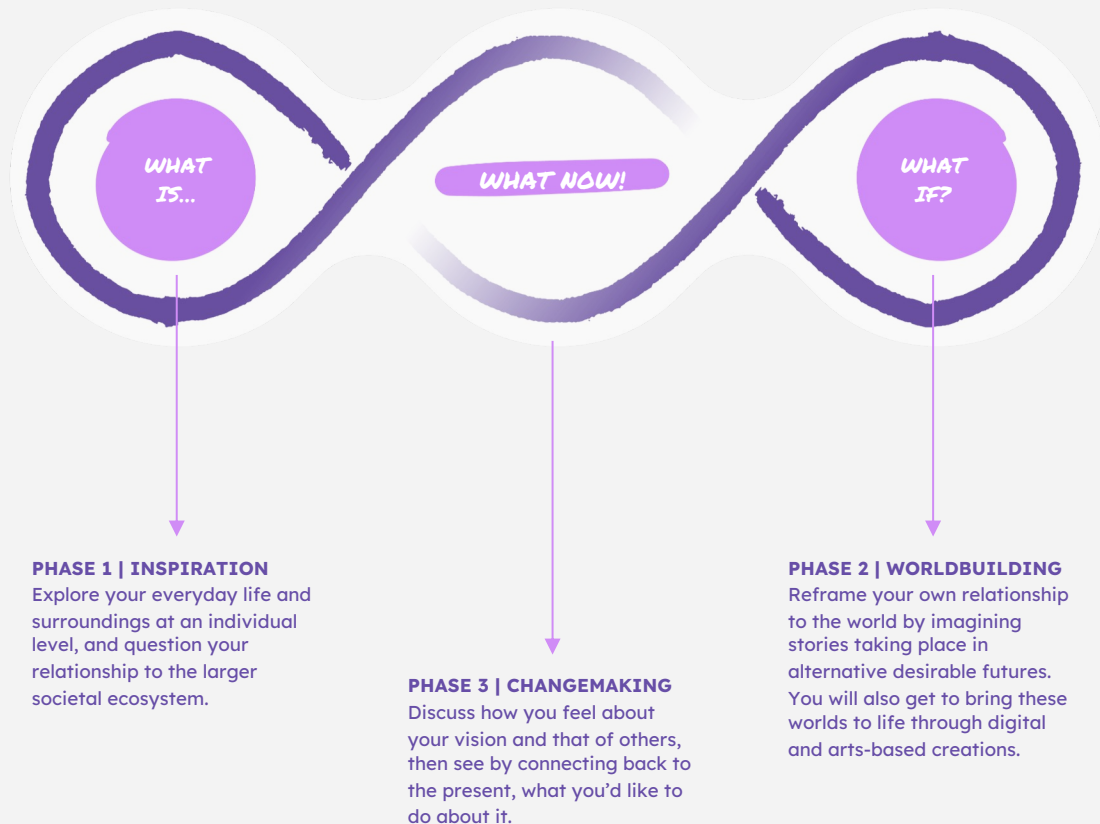 WHAT
IS...
WHAT NOW!
WHAT
IF?
PHASE 1 | INSPIRATION
Explore your everyday life and
surroundings at an individual
level, and question your
relationship to the larger
societal ecosystem.
PHASE 3 | CHANGEMAKING
Discuss how you feel about
your vision and that of others,
then see by connecting back to
the present, what you’d like to
do about it.
PHASE 2 | WORLDBUILDING
Reframe your own relationship
to the world by imagining
stories taking place in
alternative desirable futures.
You will also get to bring these
worlds to life through digital
and arts-based creations.